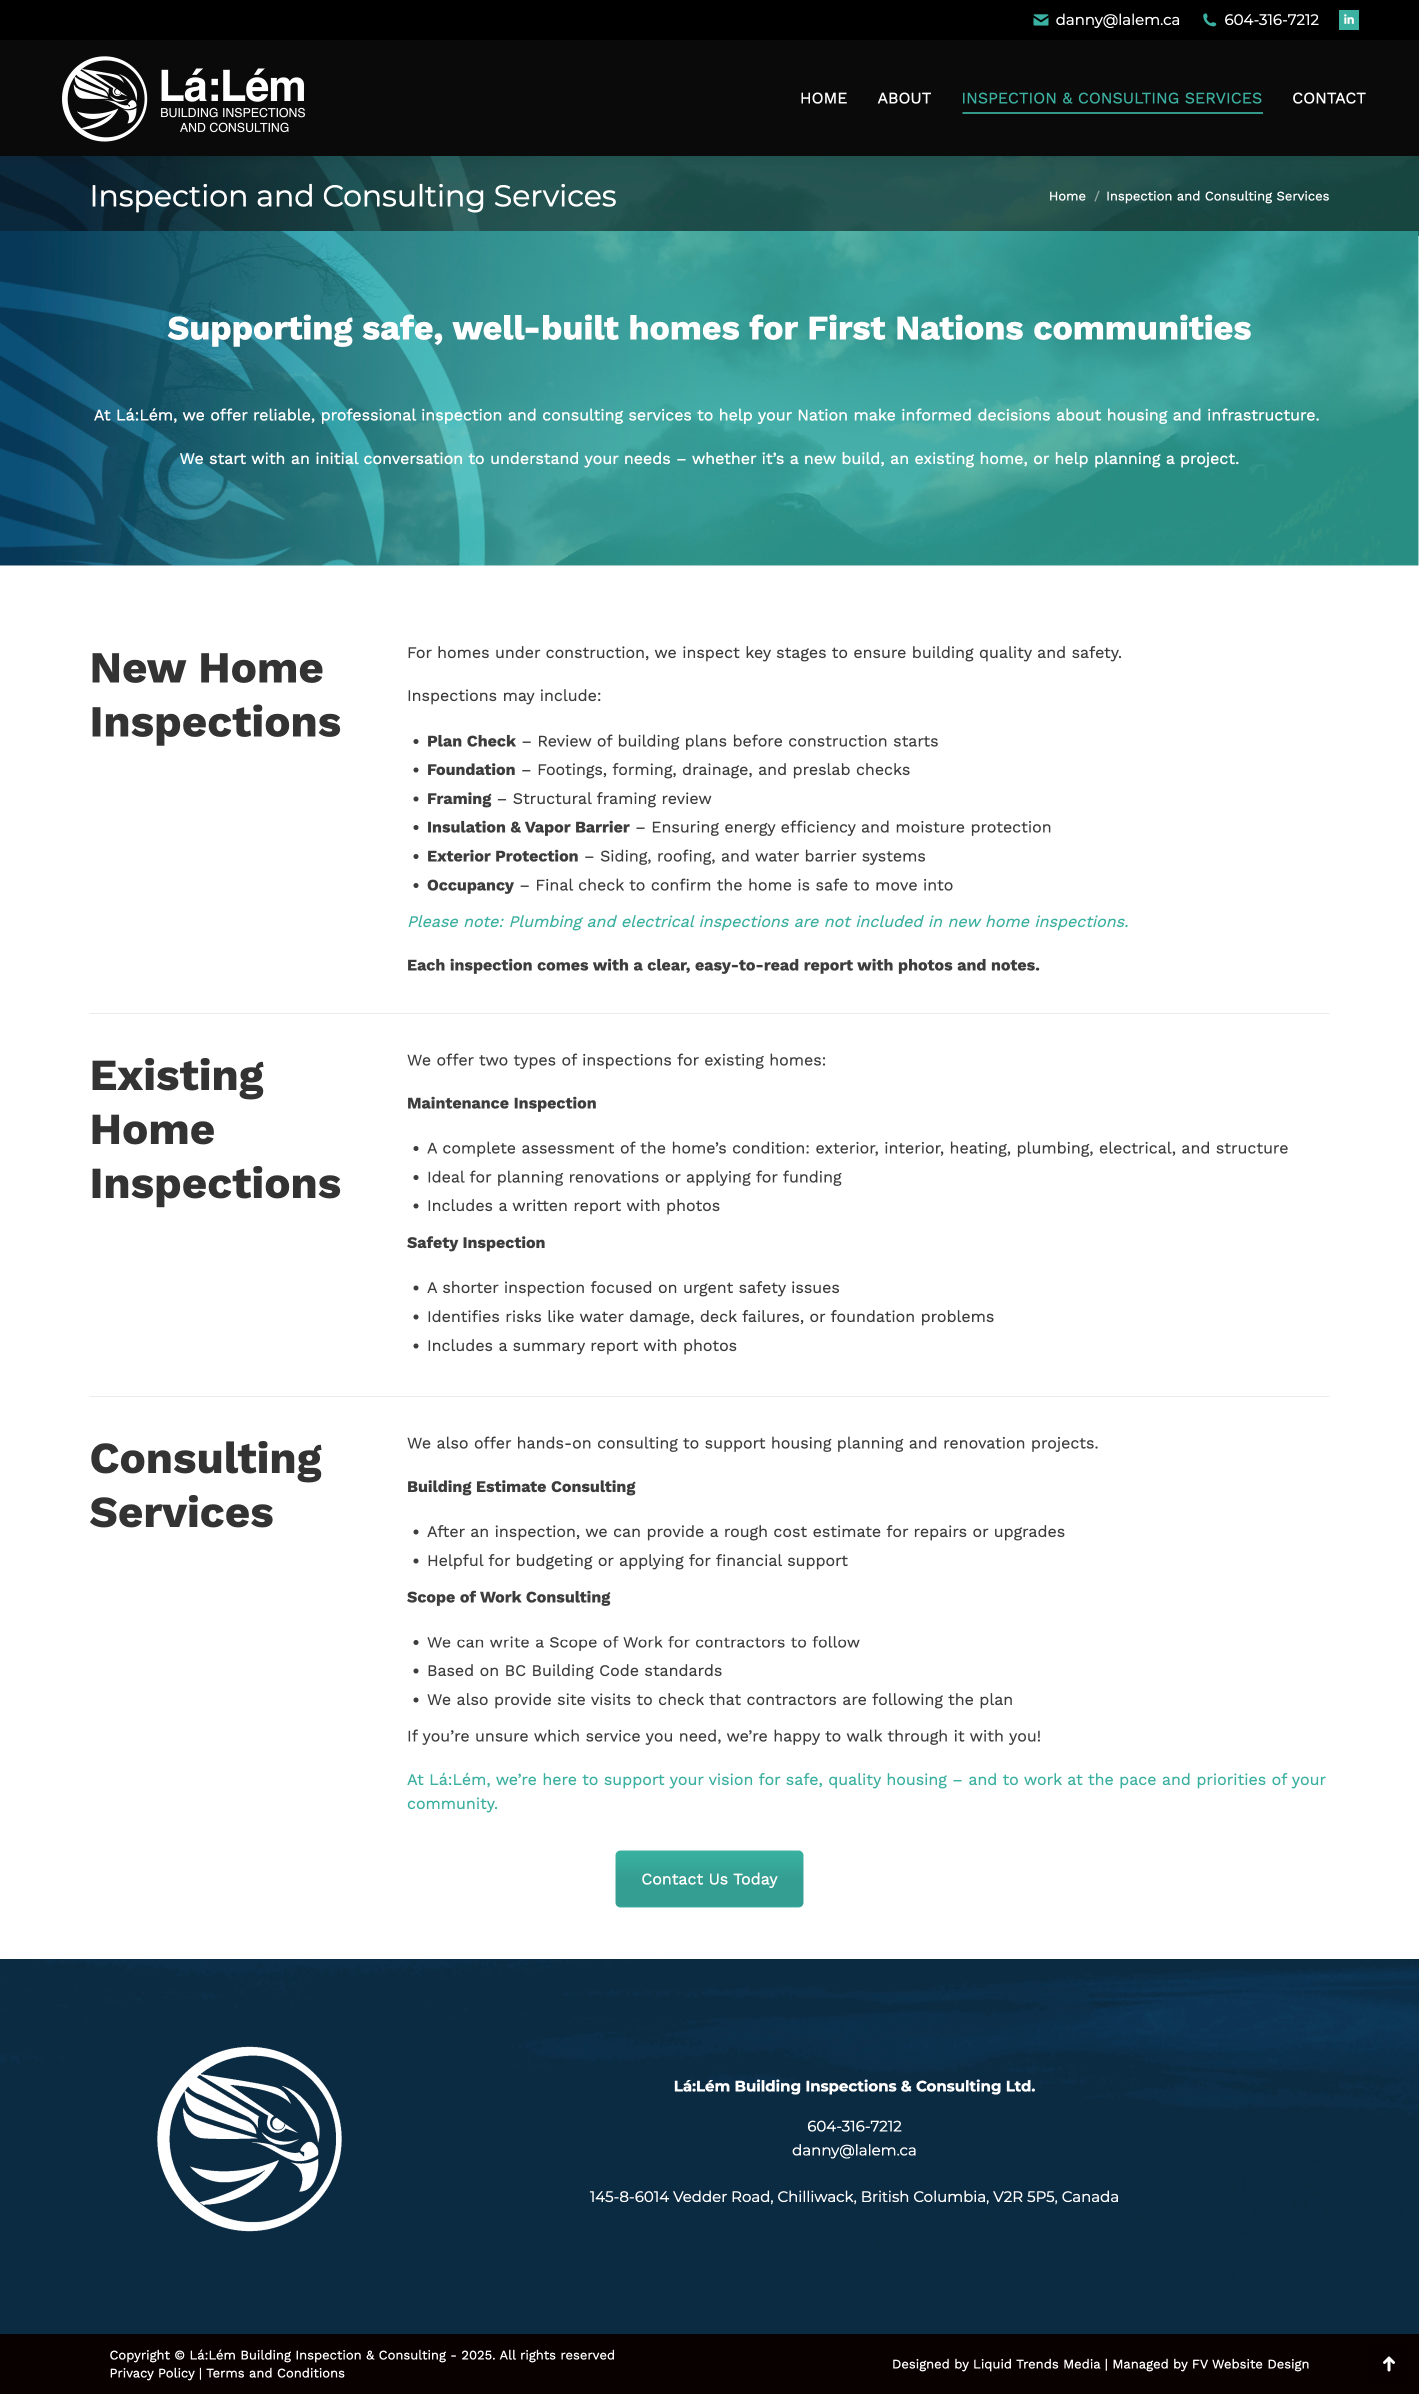 danny@lalem.ca 604-316-7212 in
Lá:Lém
BUILDING INSPECTIONS
AND CONSULTING
HOME ABOUT INSPECTION & CONSULTING SERVICES CONTACT
Inspection and Consulting Services
Home / Inspection and Consulting Services
Supporting safe, well-built homes for First Nations communities
At Lá:Lém, we offer reliable, professional inspection and consulting services to help your Nation make informed decisions about housing and infrastructure.
We start with an initial conversation to understand your needs – whether it’s a new build, an existing home, or help planning a project.
New Home
Inspections
For homes under construction, we inspect key stages to ensure building quality and safety.
Inspections may include:
• Plan Check – Review of building plans before construction starts
• Foundation – Footings, forming, drainage, and preslab checks
• Framing – Structural framing review
• Insulation & Vapor Barrier – Ensuring energy efficiency and moisture protection
• Exterior Protection – Siding, roofing, and water barrier systems
• Occupancy – Final check to confirm the home is safe to move into
Please note: Plumbing and electrical inspections are not included in new home inspections.
Each inspection comes with a clear, easy-to-read report with photos and notes.
Existing
Home
Inspections
We offer two types of inspections for existing homes:
Maintenance Inspection
• A complete assessment of the home’s condition: exterior, interior, heating, plumbing, electrical, and structure
• Ideal for planning renovations or applying for funding
• Includes a written report with photos
Safety Inspection
• A shorter inspection focused on urgent safety issues
• Identifies risks like water damage, deck failures, or foundation problems
• Includes a summary report with photos
Consulting
Services
We also offer hands-on consulting to support housing planning and renovation projects.
Building Estimate Consulting
• After an inspection, we can provide a rough cost estimate for repairs or upgrades
• Helpful for budgeting or applying for financial support
Scope of Work Consulting
• We can write a Scope of Work for contractors to follow
• Based on BC Building Code standards
• We also provide site visits to check that contractors are following the plan
If you’re unsure which service you need, we’re happy to walk through it with you!
At Lá:Lém, we’re here to support your vision for safe, quality housing – and to work at the pace and priorities of your
community.
Contact Us Today
Lá:Lém Building Inspections & Consulting Ltd.
604-316-7212
danny@lalem.ca
145-8-6014 Vedder Road, Chilliwack, British Columbia, V2R 5P5, Canada
Copyright © Lá:Lém Building Inspection & Consulting - 2025. All rights reserved
Privacy Policy | Terms and Conditions
Designed by Liquid Trends Media | Managed by FV Website Design